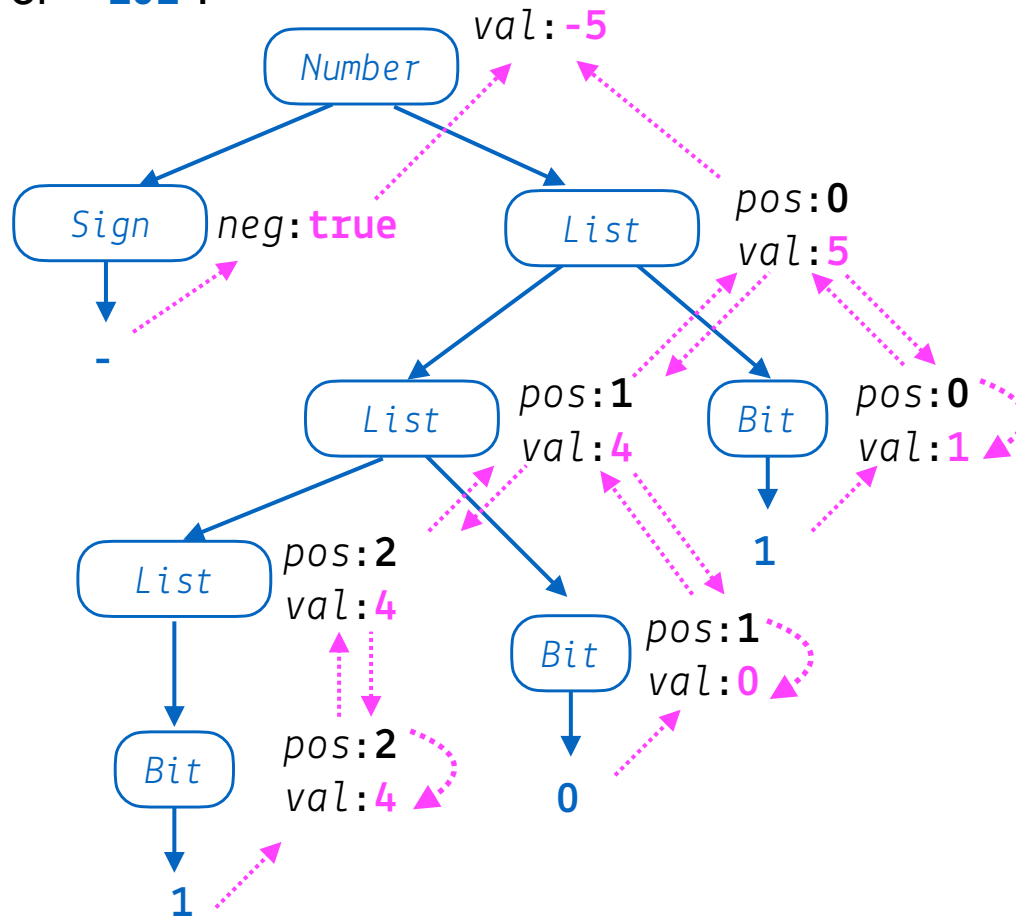 val:-5
Number
Sign
neg:true
List
pos:0
val:5
-
List
pos:1
val:4
Bit
pos:0
val:1
List
pos:2
val:4
1
Bit
pos:1
val:0
Bit
pos:2
val:4
0
1